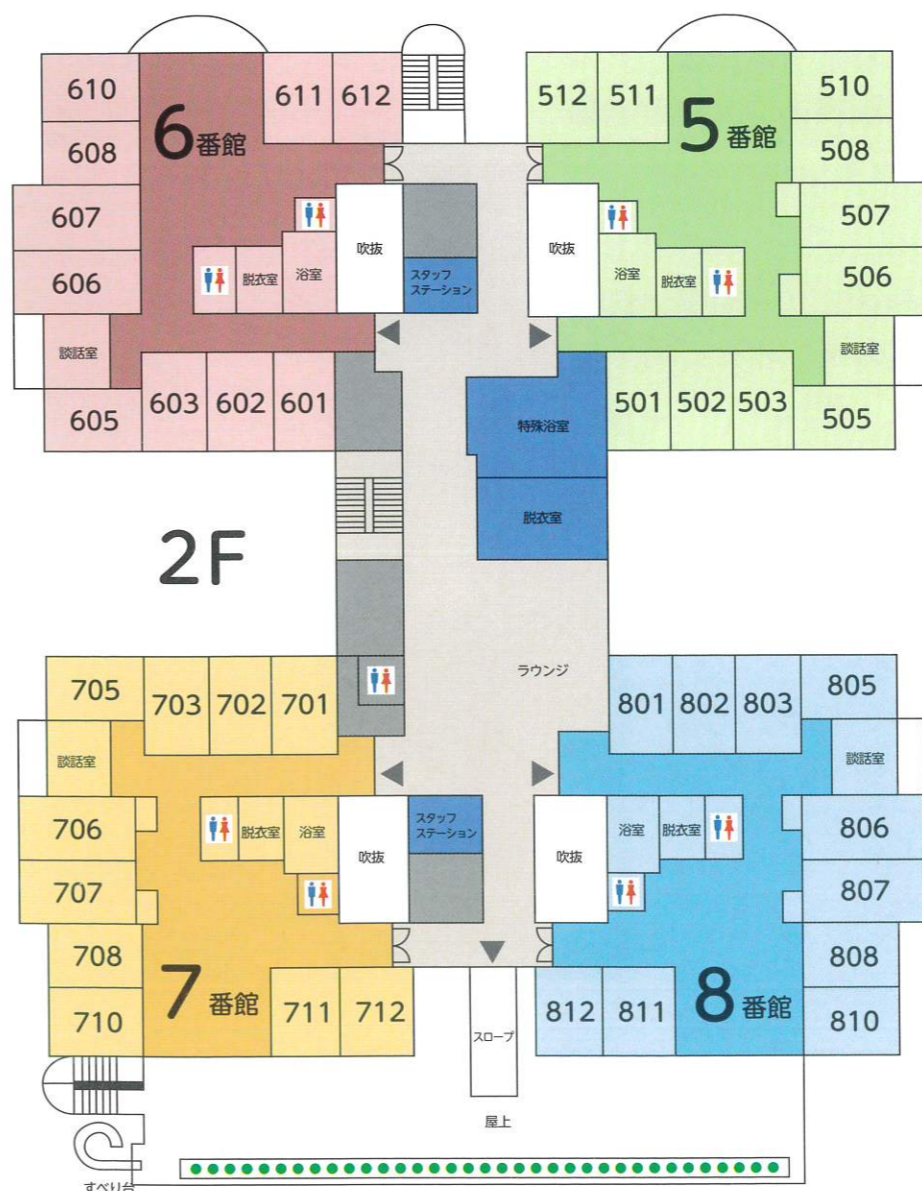 610
611
612
512
511
510
6番館
5番館
608
508
607
507
吹抜
吹抜
606
脱衣室
浴室
スタッフ
ステーション
浴室
脱衣室
506
談話室
談話室
605
603
602
601
特殊浴室
501
502
503
505
脱衣室
2F
ラウンジ
705
703
702
701
801
802
803
805
談話室
談話室
706
脱衣室
浴室
吹抜
スタッフ
ステーション
吹抜
浴室
脱衣室
806
707
807
708
808
7番館
8番館
710
711
712
スロープ
812
811
810
屋上
すべり台